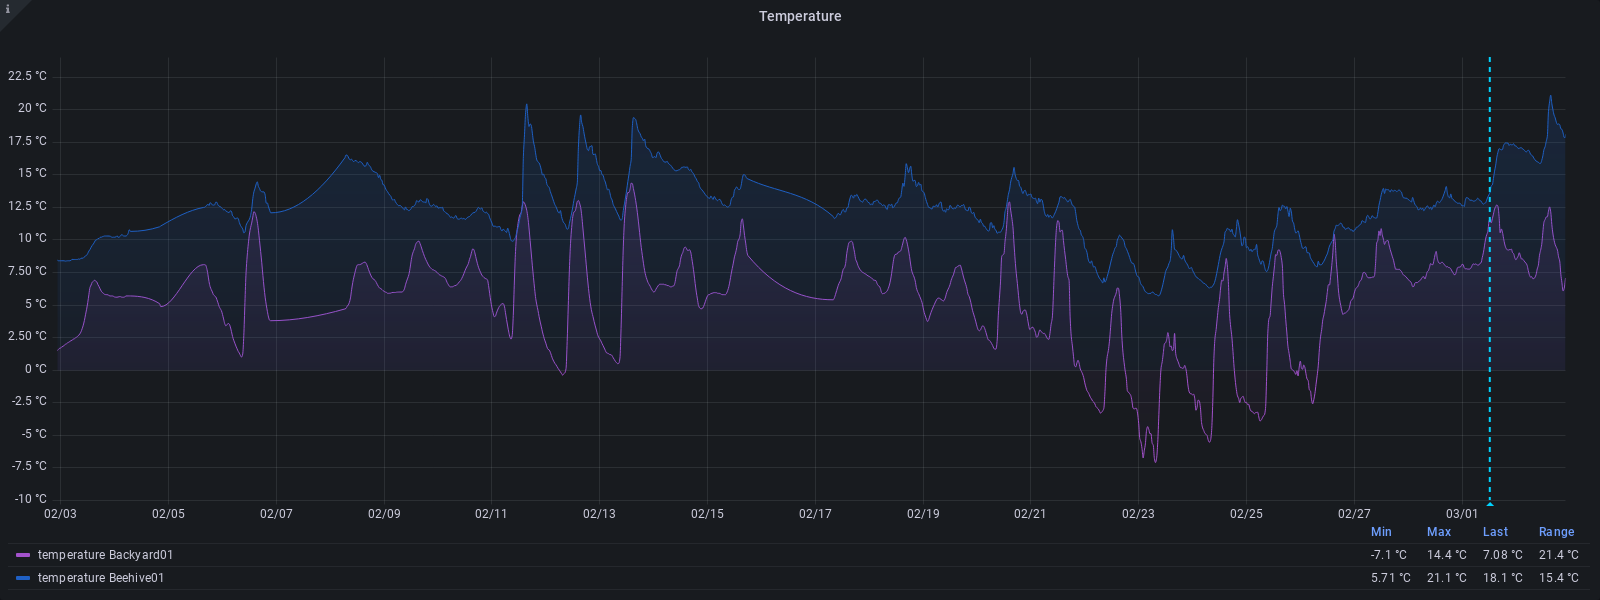 i
Temperature
22.5 °C
20 °C
17.5 °C
15 °C
12.5 °C
10 °C
7.50 °C
5 °C
2.50 °C
0 °C
-2.5 °C
-5 °C
-7.5 °C
-10 °C
02/03 02/05 02/07 02/09 02/11 02/13 02/15 02/17 02/19 02/21 02/23 02/25 02/27 03/01
Min Max Last Range
temperature Backyard01 -7.1 °C 14.4 °C 7.08 °C 21.4 °C
temperature Beehive01 5.71 °C 21.1 °C 18.1 °C 15.4 °C